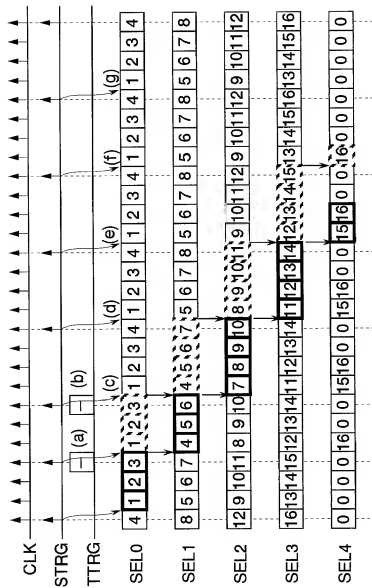 CLK
STRG
TTRG (a) (b)
(c) (d) (e) (f) (g)
SEL0 4 1 2 3 1 2 3 1 2 3 4 1 2 3 4 1 2 3 4 1 2 3 4 1 2 3 4
SEL1 8 5 6 7 4 5 6 4 5 6 7 5 6 7 8 5 6 7 8 5 6 7 8 5 6 7 8
SEL2 12 9 10 11 8 9 10 7 8 9 10 8 9 10 11 9 10 11 12 9 10 11 12 9 10 11 12
SEL3 16 13 14 15 12 13 14 11 12 13 14 11 12 13 14 12 13 14 15 13 14 15 16 13 14 15 16
SEL4 0 0 0 0 16 0 0 15 16 0 0 15 16 0 0 15 16 0 0 16 0 0 0 0 0 0 0